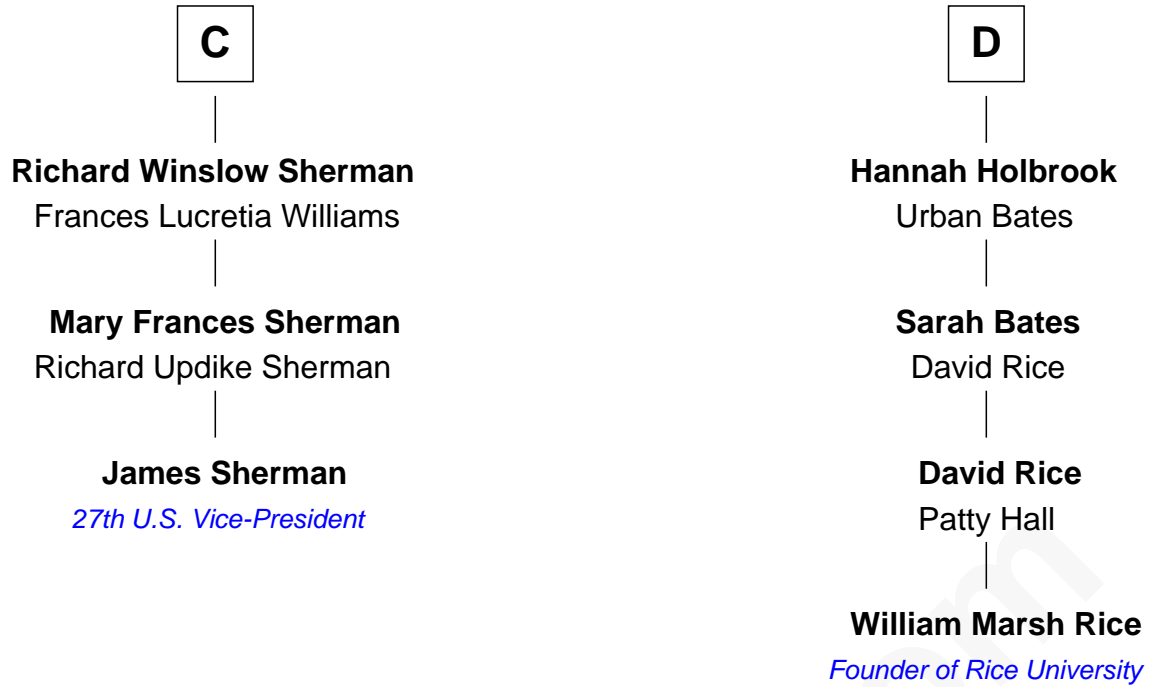 C
Richard Winslow Sherman
Frances Lucretia Williams
Mary Frances Sherman
Richard Updike Sherman
James Sherman
27th U.S. Vice-President
D
Hannah Holbrook
Urban Bates
Sarah Bates
David Rice
David Rice
Patty Hall
William Marsh Rice
Founder of Rice University